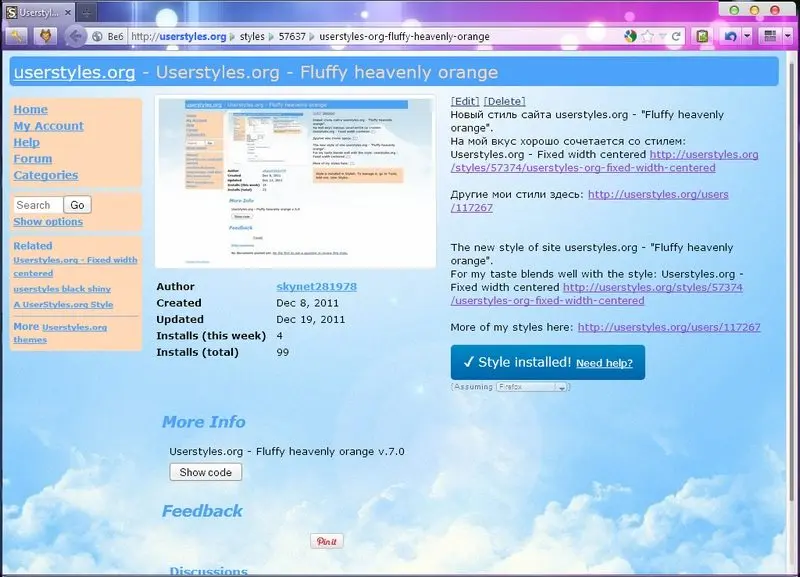 Userstyl...
Веб
http://userstyles.org
styles
57637
userstyles-org-fluffy-heavenly-orange
userstyles.org - Userstyles.org - Fluffy heavenly orange
Home
My Account
Help
Forum
Categories
Search Go
Show options
Related
Userstyles.org - Fixed width
centered
userstyles black shiny
A UserStyles.org Style
More Userstyles.org
themes
Author skynet281978
Created Dec 8, 2011
Updated Dec 19, 2011
Installs (this week) 4
Installs (total) 99
More Info
Userstyles.org - Fluffy heavenly orange v.7.0
Show code
Feedback
Pin it
Discussions
[Edit] [Delete]
Новый стиль сайта userstyles.org - "Fluffy heavenly
orange".
На мой вкус хорошо сочетается со стилем:
Userstyles.org - Fixed width centered http://userstyles.org
/styles/57374/userstyles-org-fixed-width-centered
Другие мои стили здесь: http://userstyles.org/users
/117267
The new style of site userstyles.org - "Fluffy heavenly
orange".
For my taste blends well with the style: Userstyles.org -
Fixed width centered http://userstyles.org/styles/57374
/userstyles-org-fixed-width-centered
More of my styles here: http://userstyles.org/users/117267
✓ Style installed! Need help?
[Assuming Firefox ]